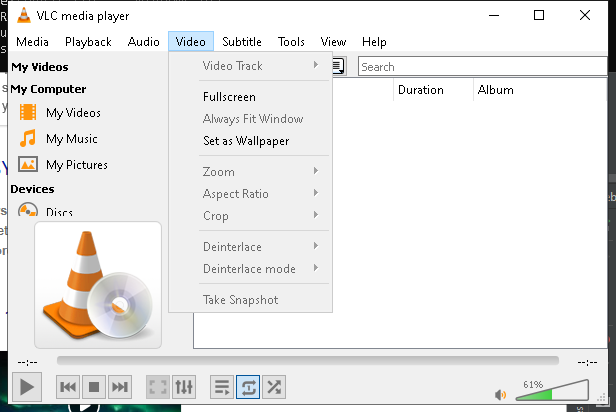 VLC media player
Media Playback Audio Video Subtitle Tools View Help
My Videos
My Computer
My Videos
My Music
My Pictures
Devices
Discs
Video Track
Fullscreen
Always Fit Window
Set as Wallpaper
Zoom
Aspect Ratio
Crop
Deinterlace
Deinterlace mode
Take Snapshot
Search
Duration Album
--:-- --:--
61%